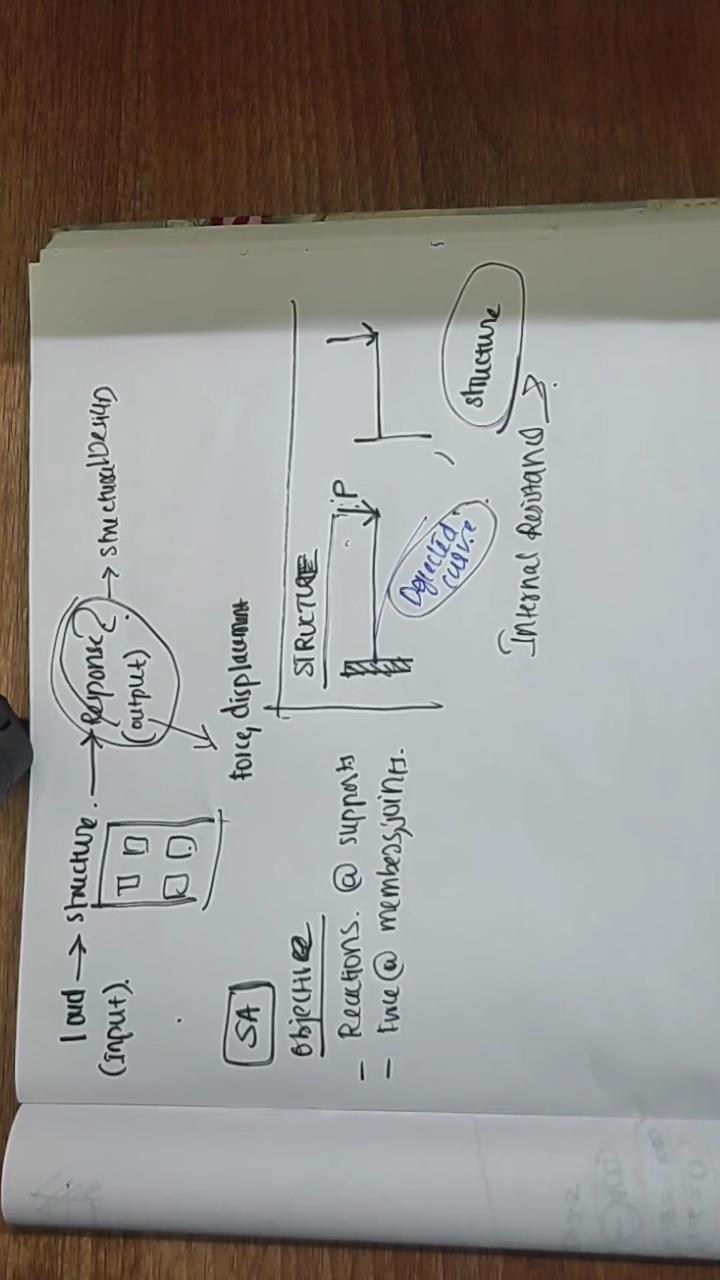 load → structure. → Response?
→ structural Design
(input).
(output)
force, displacement
SA
Objective
- Reactions. @ supports
- force @ members, joints.
STRUCTURE
P
Deflected
curve
,
structure
Internal Resistance →.